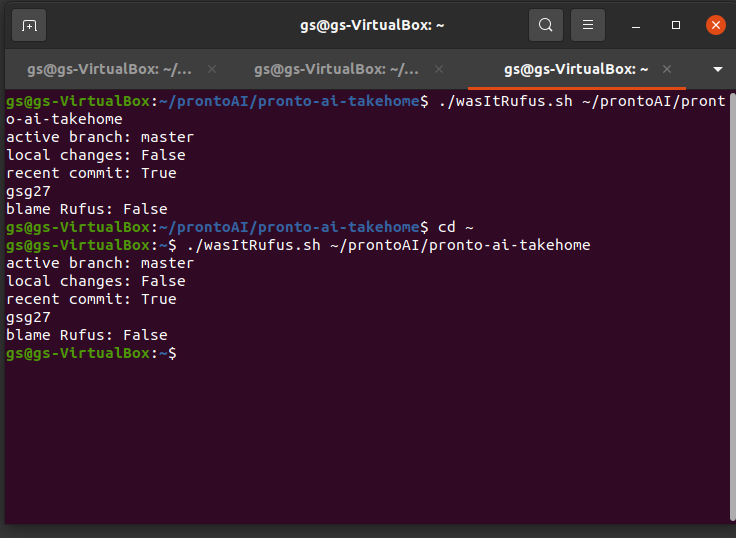 gs@gs-VirtualBox: ~
gs@gs-VirtualBox: ~/... gs@gs-VirtualBox: ~/... gs@gs-VirtualBox: ~
gs@gs-VirtualBox:~/prontoAI/pronto-ai-takehome$ ./wasItRufus.sh ~/prontoAI/pront
o-ai-takehome
active branch: master
local changes: False
recent commit: True
gsg27
blame Rufus: False
gs@gs-VirtualBox:~/prontoAI/pronto-ai-takehome$ cd ~
gs@gs-VirtualBox:~$ ./wasItRufus.sh ~/prontoAI/pronto-ai-takehome
active branch: master
local changes: False
recent commit: True
gsg27
blame Rufus: False
gs@gs-VirtualBox:~$